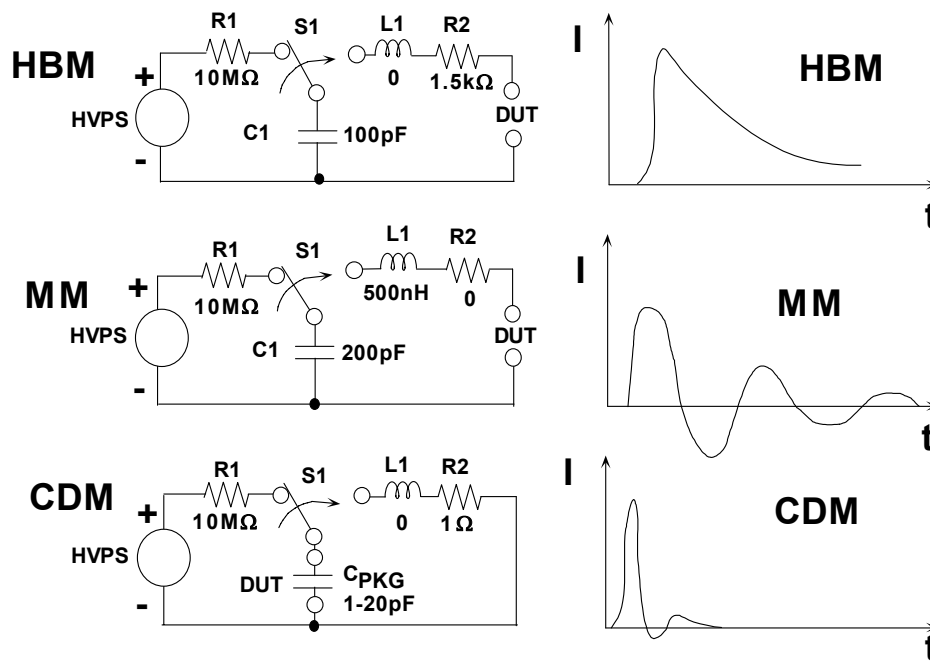 HBM
R1
10MΩ
S1
L1
0
R2
1.5kΩ
+
HVPS
-
C1
100pF
DUT
I
HBM
t
MM
R1
10MΩ
S1
L1
500nH
R2
0
+
HVPS
-
C1
200pF
DUT
I
MM
t
CDM
R1
10MΩ
S1
L1
0
R2
1Ω
+
HVPS
-
DUT
CPKG
1-20pF
I
CDM
t